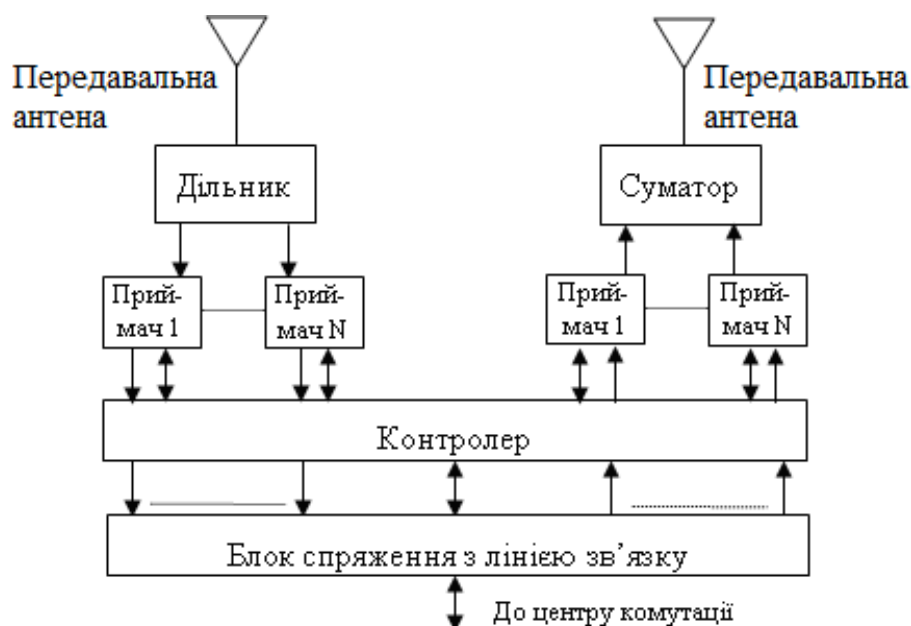 Передавальна
антена
Передавальна
антена
Дільник
Суматор
Прий-
мач 1
Прий-
мач N
Прий-
мач 1
Прий-
мач N
Контролер
Блок спряження з лінією зв’язку
До центру комутації